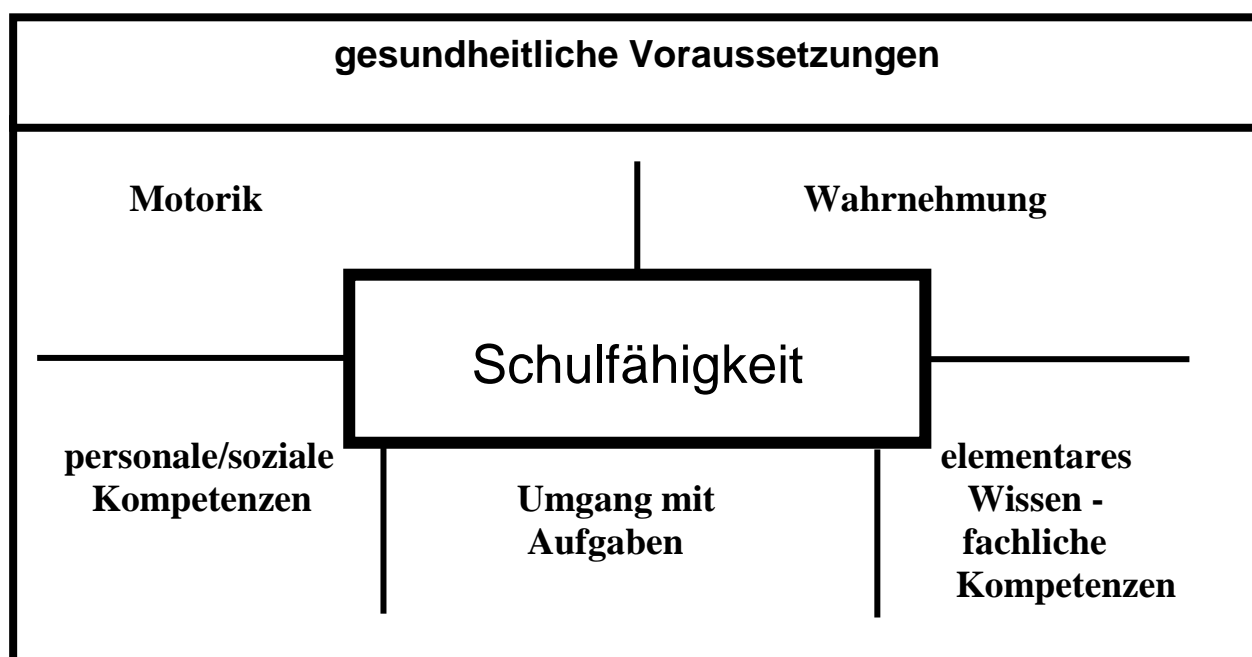 gesundheitliche Voraussetzungen
Motorik
Wahrnehmung
Schulfähigkeit
personale/soziale
Kompetenzen
Umgang mit
Aufgaben
elementares
Wissen -
fachliche
Kompetenzen